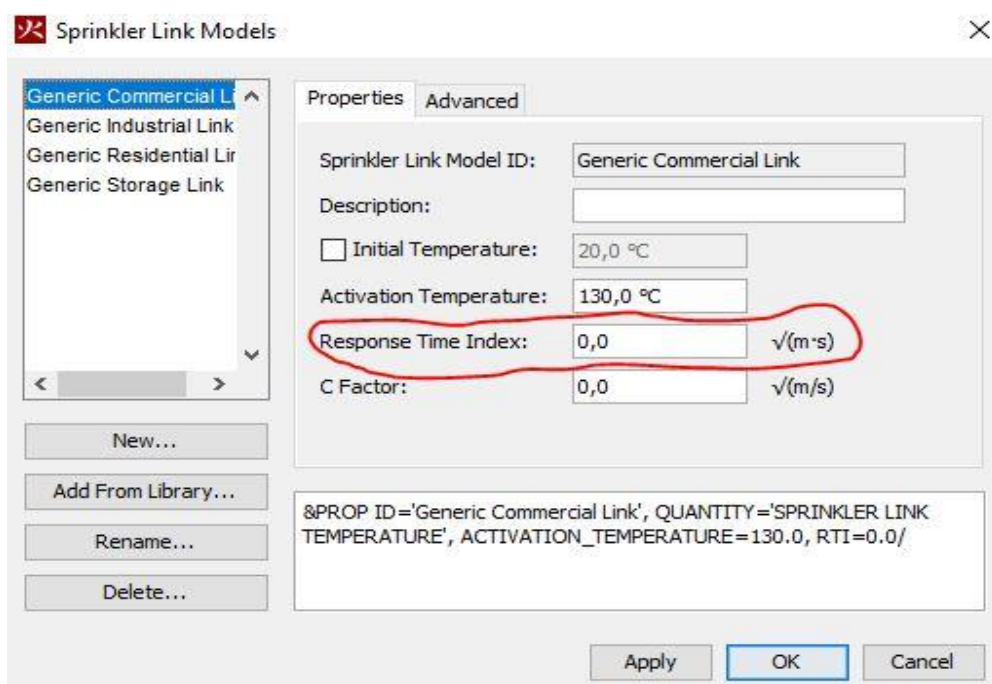 Sprinkler Link Models
Generic Commercial Li
Generic Industrial Link
Generic Residential Lir
Generic Storage Link
New...
Add From Library...
Rename...
Delete...
Properties
Advanced
Sprinkler Link Model ID: Generic Commercial Link
Description:
Initial Temperature: 20,0 °C
Activation Temperature: 130,0 °C
Response Time Index: 0,0 √(m·s)
C Factor: 0,0 √(m/s)
&PROP ID='Generic Commercial Link', QUANTITY='SPRINKLER LINK
TEMPERATURE', ACTIVATION_TEMPERATURE=130.0, RTI=0.0/
Apply
OK
Cancel